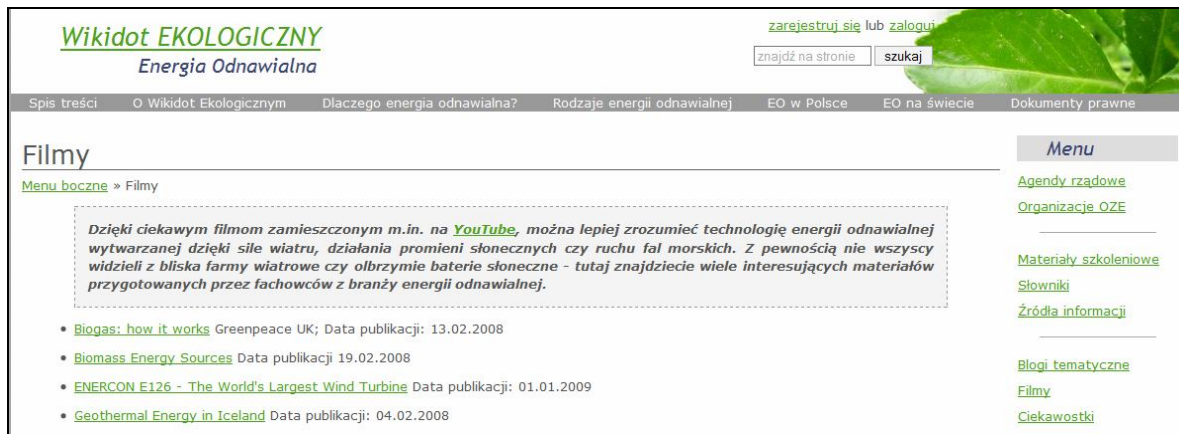 Wikidot EKOLOGICZNY
Energia Odnawialna
zarejestruj się lub zaloguj
znajdź na stronie szukaj
Spis treści O Wikidot Ekologicznym Dlaczego energia odnawialna? Rodzaje energii odnawialnej EO w Polsce EO na świecie Dokumenty prawne
Filmy
Menu boczne » Filmy
Dzięki ciekawym filmom zamieszczonym m.in. na YouTube, można lepiej zrozumieć technologię energii odnawialnej
wytwarzanej dzięki sile wiatru, działania promieni słonecznych czy ruchu fal morskich. Z pewnością nie wszyscy
widzieli z bliska farmy wiatrowe czy olbrzymie baterie słoneczne - tutaj znajdziecie wiele interesujących materiałów
przygotowanych przez fachowców z branży energii odnawialnej.
• Biogas: how it works Greenpeace UK; Data publikacji: 13.02.2008
• Biomass Energy Sources Data publikacji 19.02.2008
• ENERCON E126 - The World's Largest Wind Turbine Data publikacji: 01.01.2009
• Geothermal Energy in Iceland Data publikacji: 04.02.2008
Menu
Agendy rządowe
Organizacje OZE
Materiały szkoleniowe
Słowniki
Źródła informacji
Blogi tematyczne
Filmy
Ciekawostki